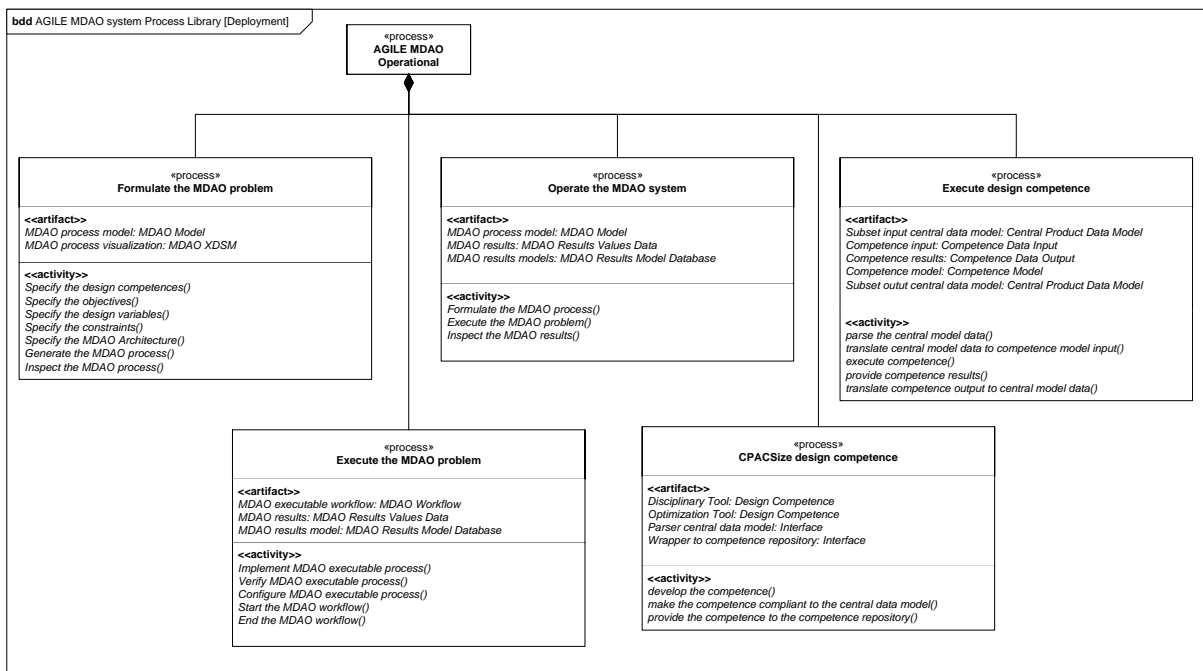 bdd AGILE MDAO system Process Library [Deployment]
«process»
AGILE MDAO
Operational
«process»
Formulate the MDAO problem
<<artifact>>
MDAO process model: MDAO Model
MDAO process visualization: MDAO XDSM
<<activity>>
Specify the design competences()
Specify the objectives()
Specify the design variables()
Specify the constraints()
Specify the MDAO Architecture()
Generate the MDAO process()
Inspect the MDAO process()
«process»
Operate the MDAO system
<<artifact>>
MDAO process model: MDAO Model
MDAO results: MDAO Results Values Data
MDAO results models: MDAO Results Model Database
<<activity>>
Formulate the MDAO process()
Execute the MDAO problem()
Inspect the MDAO results()
«process»
Execute design competence
<<artifact>>
Subset input central data model: Central Product Data Model
Competence input: Competence Data Input
Competence results: Competence Data Output
Competence model: Competence Model
Subset outut central data model: Central Product Data Model
<<activity>>
parse the central model data()
translate central model data to competence model input()
execute competence()
provide competence results()
translate competence output to central model data()
«process»
Execute the MDAO problem
<<artifact>>
MDAO executable workflow: MDAO Workflow
MDAO results: MDAO Results Values Data
MDAO results model: MDAO Results Model Database
<<activity>>
Implement MDAO executable process()
Verify MDAO executable process()
Configure MDAO executable process()
Start the MDAO workflow()
End the MDAO workflow()
«process»
CPACSize design competence
<<artifact>>
Disciplinary Tool: Design Competence
Optimization Tool: Design Competence
Parser central data model: Interface
Wrapper to competence repository: Interface
<<activity>>
develop the competence()
make the competence compliant to the central data model()
provide the competence to the competence repository()